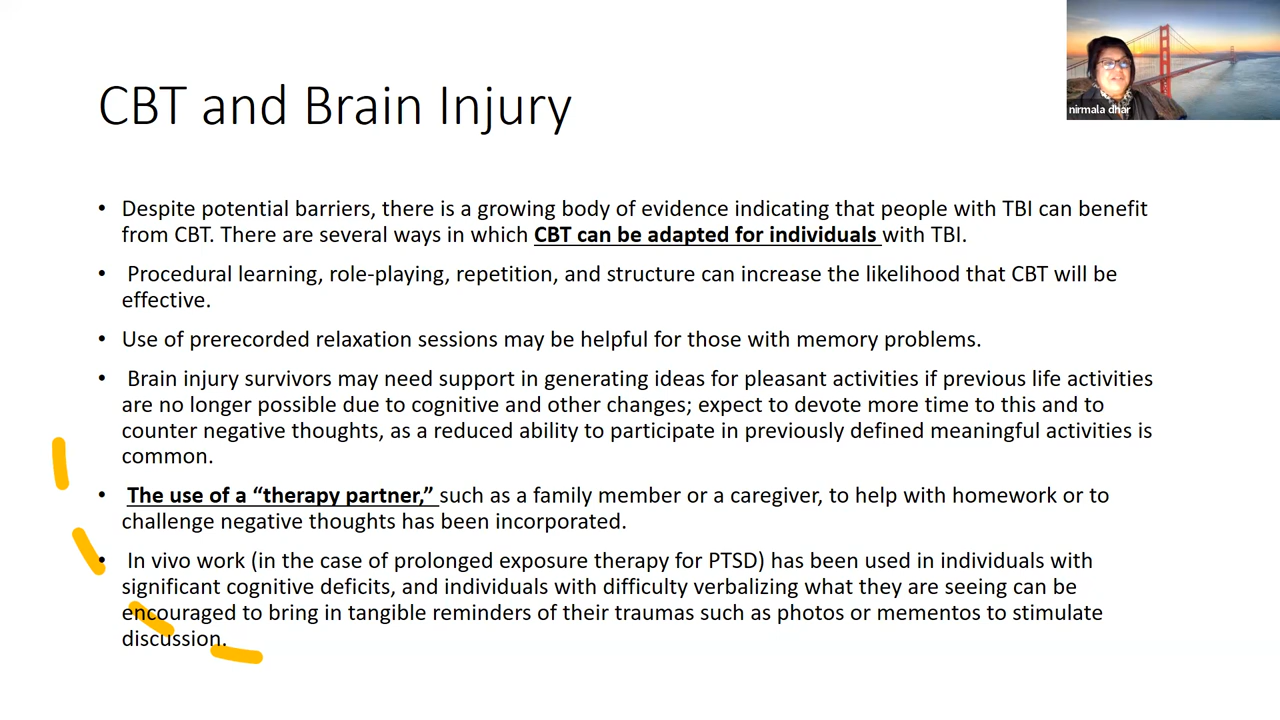 CBT and Brain Injury
nirmala dhar
• Despite potential barriers, there is a growing body of evidence indicating that people with TBI can benefit
from CBT. There are several ways in which CBT can be adapted for individuals with TBI.
• Procedural learning, role-playing, repetition, and structure can increase the likelihood that CBT will be
effective.
• Use of prerecorded relaxation sessions may be helpful for those with memory problems.
• Brain injury survivors may need support in generating ideas for pleasant activities if previous life activities
are no longer possible due to cognitive and other changes; expect to devote more time to this and to
counter negative thoughts, as a reduced ability to participate in previously defined meaningful activities is
common.
• The use of a “therapy partner,” such as a family member or a caregiver, to help with homework or to
challenge negative thoughts has been incorporated.
• In vivo work (in the case of prolonged exposure therapy for PTSD) has been used in individuals with
significant cognitive deficits, and individuals with difficulty verbalizing what they are seeing can be
encouraged to bring in tangible reminders of their traumas such as photos or mementos to stimulate
discussion.